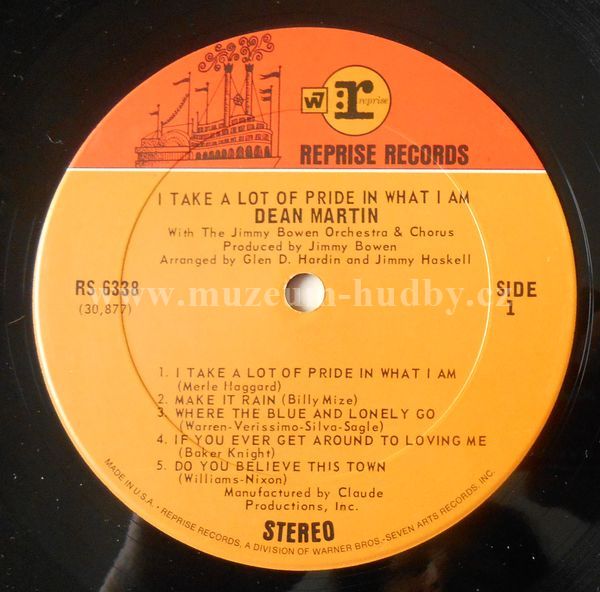 W7
r reprise
REPRISE RECORDS
I TAKE A LOT OF PRIDE IN WHAT I AM
DEAN MARTIN
With The Jimmy Bowen Orchestra & Chorus
Produced by Jimmy Bowen
Arranged by Glen D. Hardin and Jimmy Haskell
RS 6338
(30,877)
SIDE
1
www.muzeum-hudby.cz
1. I TAKE A LOT OF PRIDE IN WHAT I AM
(Merle Haggard)
2. MAKE IT RAIN (Billy Mize)
3. WHERE THE BLUE AND LONELY GO
(Warren-Verissimo-Silva-Sagle)
4. IF YOU EVER GET AROUND TO LOVING ME
(Baker Knight)
5. DO YOU BELIEVE THIS TOWN
(Williams-Nixon)
Manufactured by Claude
Productions, Inc.
STEREO
MADE IN U.S.A. • REPRISE RECORDS, A DIVISION OF WARNER BROS.-SEVEN ARTS RECORDS, INC.